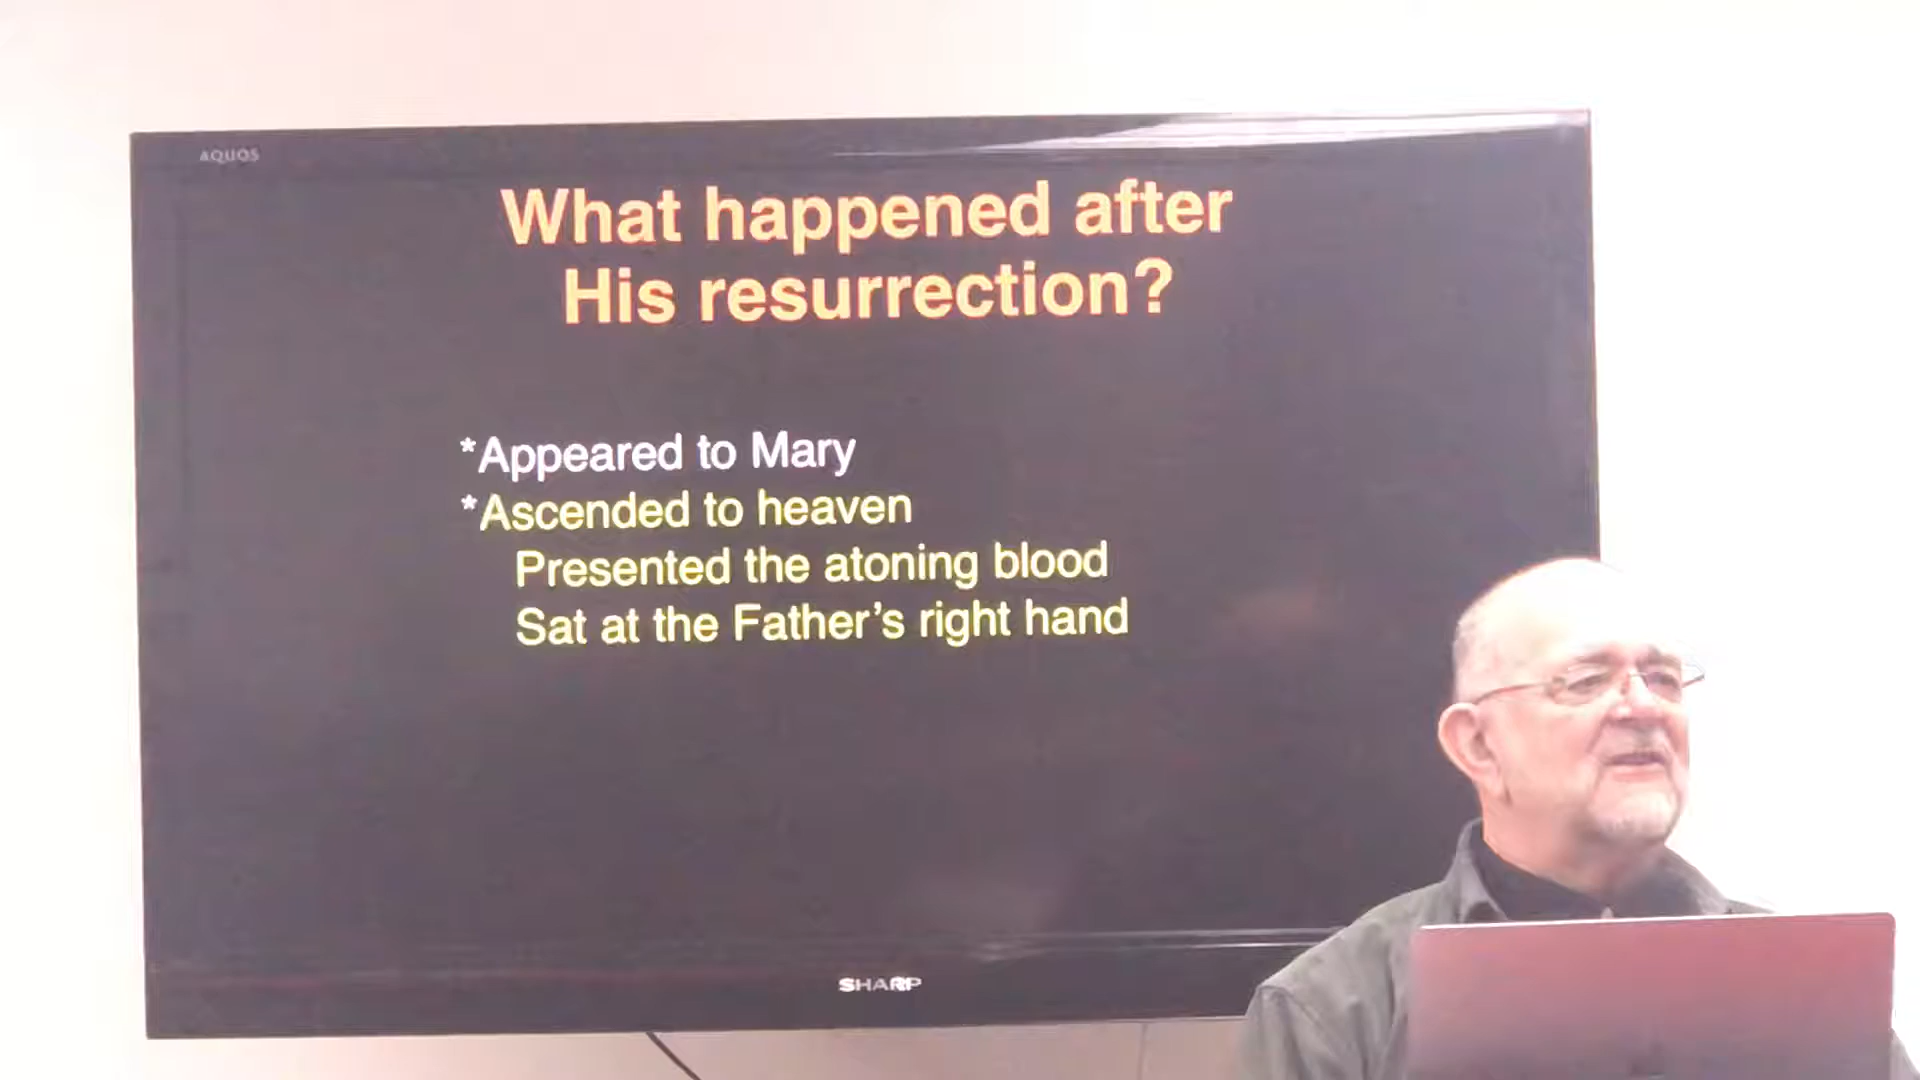 AQUOS
What happened after
His resurrection?
*Appeared to Mary
*Ascended to heaven
Presented the atoning blood
Sat at the Father’s right hand
SHARP